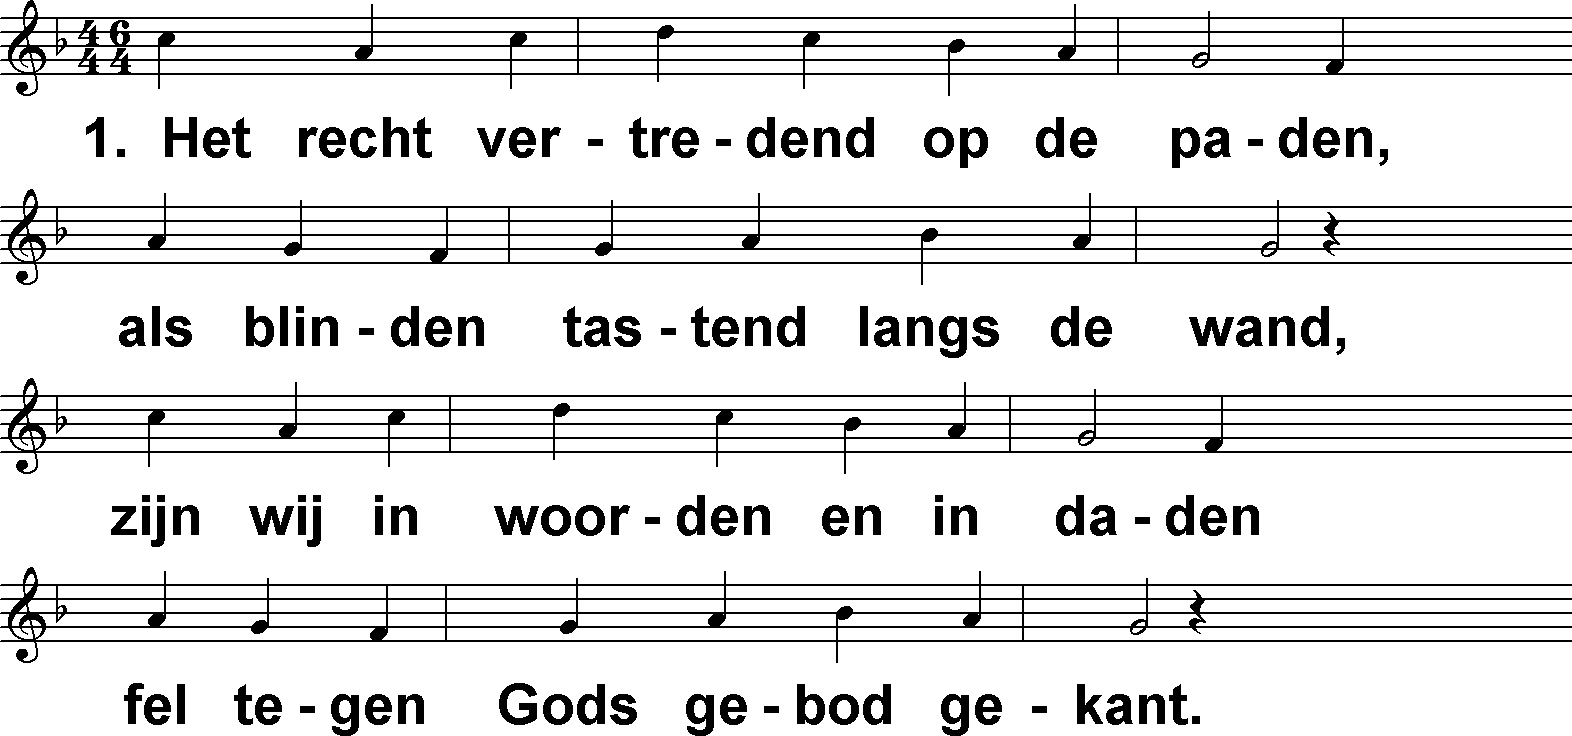 4 6
4 4
1. Het recht ver - tre - dend op de pa - den,
als blin - den tas - tend langs de wand,
zijn wij in woor - den en in da - den
fel te - gen Gods ge - bod ge - kant.